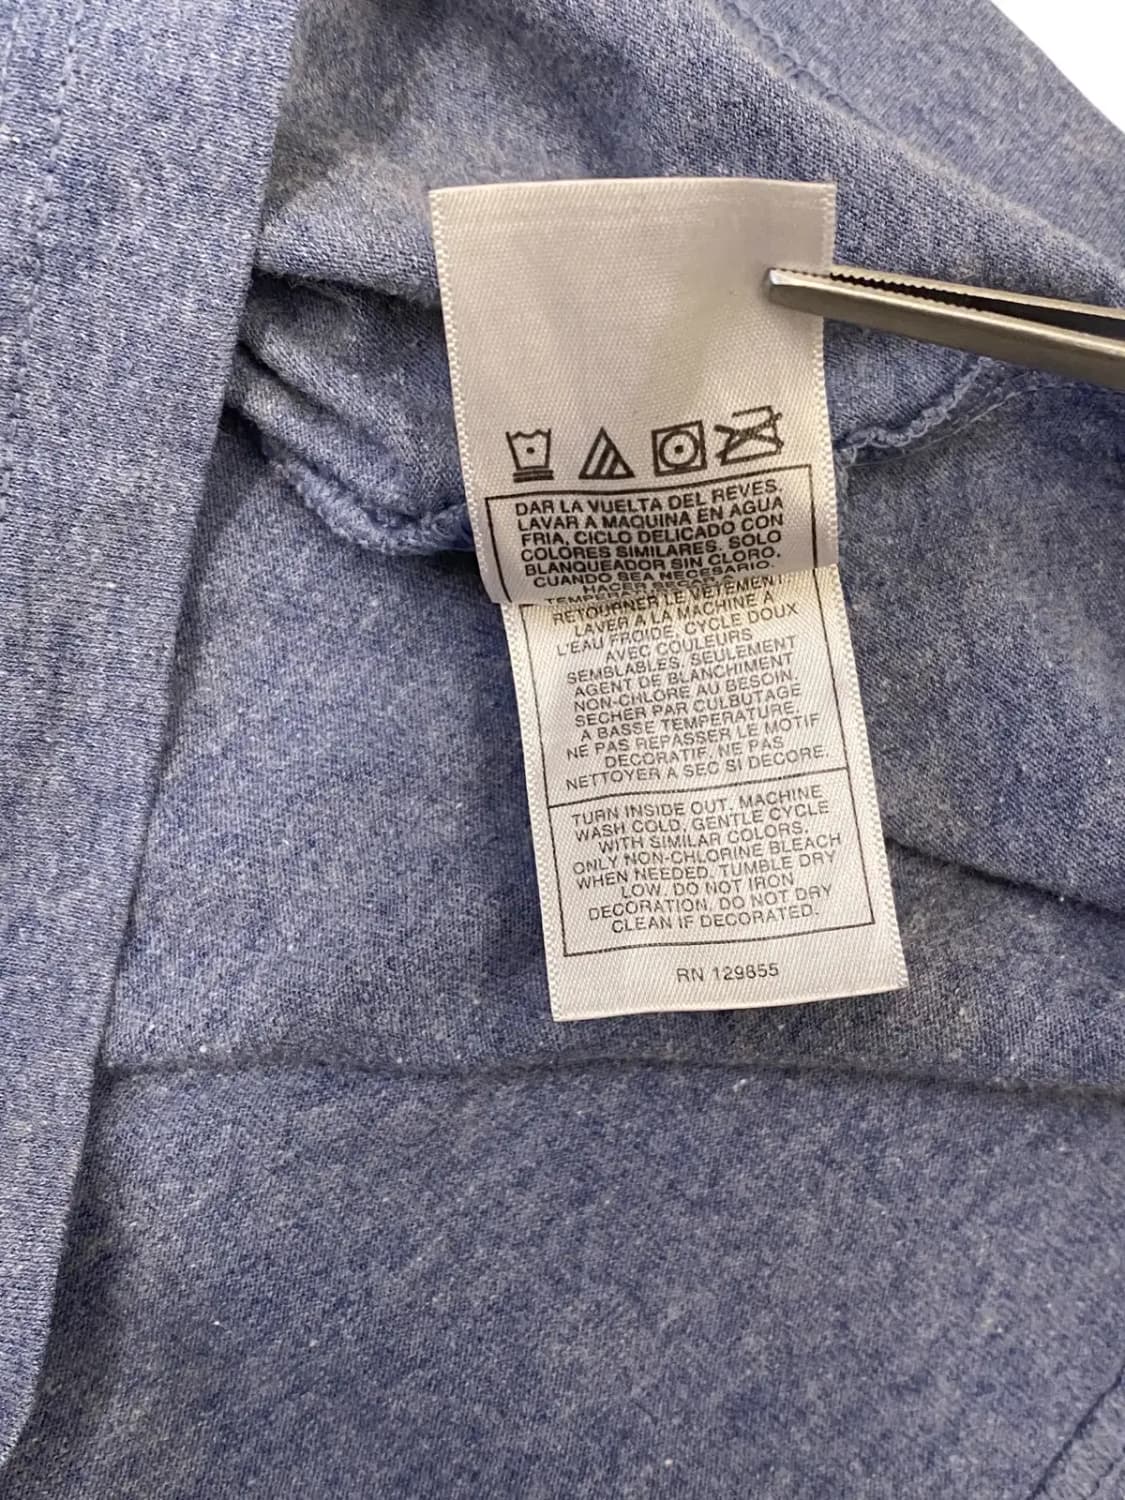 DAR LA VUELTA DEL REVES.
LAVAR A MAQUINA EN AGUA
FRIA, CICLO DELICADO CON
COLORES SIMILARES. SOLO
BLANQUEADOR SIN CLORO,
CUANDO SEA NECESARIO.
HACER SECAR A
RETOURNER LE VETEMENT
LAVER A LA MACHINE A
L'EAU FROIDE, CYCLE DOUX
AVEC COULEURS
SEMBLABLES. SEULEMENT
AGENT DE BLANCHIMENT
NON-CHLORE AU BESOIN.
SECHER PAR CULBUTAGE
A BASSE TEMPERATURE.
NE PAS REPASSER LE MOTIF
DECORATIF. NE PAS
NETTOYER A SEC SI DECORE.
TURN INSIDE OUT. MACHINE
WASH COLD, GENTLE CYCLE
WITH SIMILAR COLORS.
ONLY NON-CHLORINE BLEACH
WHEN NEEDED. TUMBLE DRY
LOW. DO NOT IRON
DECORATION. DO NOT DRY
CLEAN IF DECORATED.
RN 129855